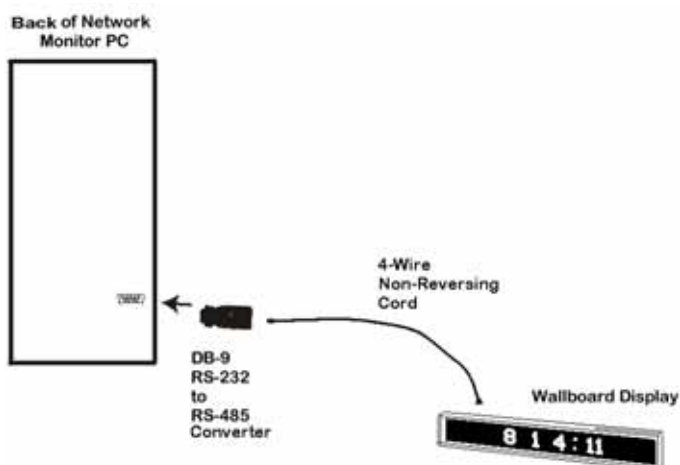 Back of Network
Monitor PC
4-Wire
Non-Reversing
Cord
DB-9
RS-232
to
RS-485
Converter
Wallboard Display
8 1 4:11